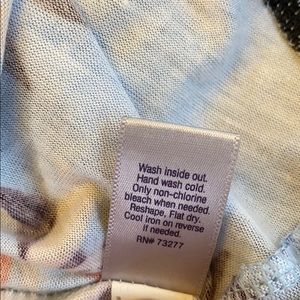 Wash inside out.
Hand wash cold.
Only non-chlorine
bleach when needed.
Reshape, Flat dry.
Cool iron on reverse
if needed.
RN# 73277